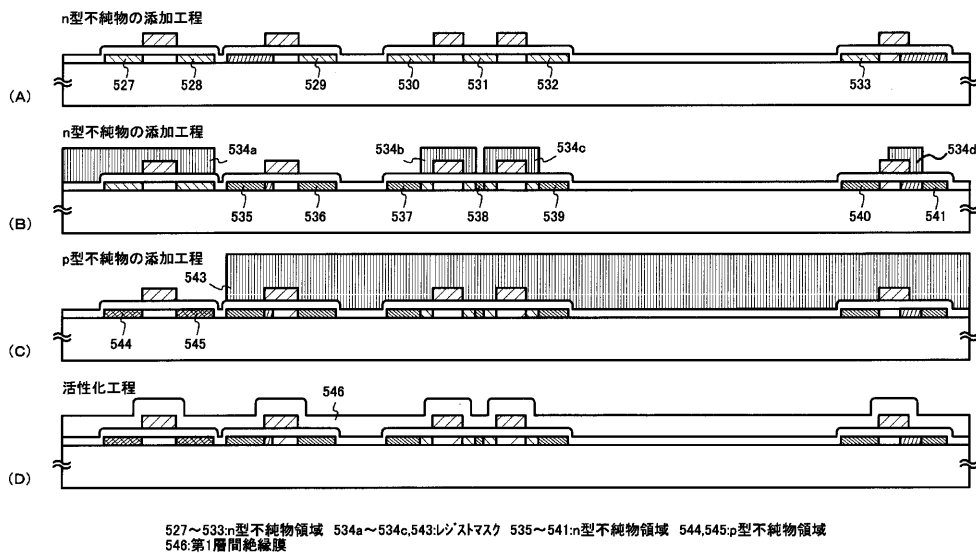 n型不純物の添加工程
527 528 529 530 531 532 533
(A)
n型不純物の添加工程
534a 534b 534c 534d
535 536 537 538 539 540 541
(B)
p型不純物の添加工程
543
544 545
(C)
活性化工程
546
(D)
527～533:n型不純物領域 534a～534c,543:レジストマスク 535～541:n型不純物領域 544,545:p型不純物領域
546:第1層間絶縁膜